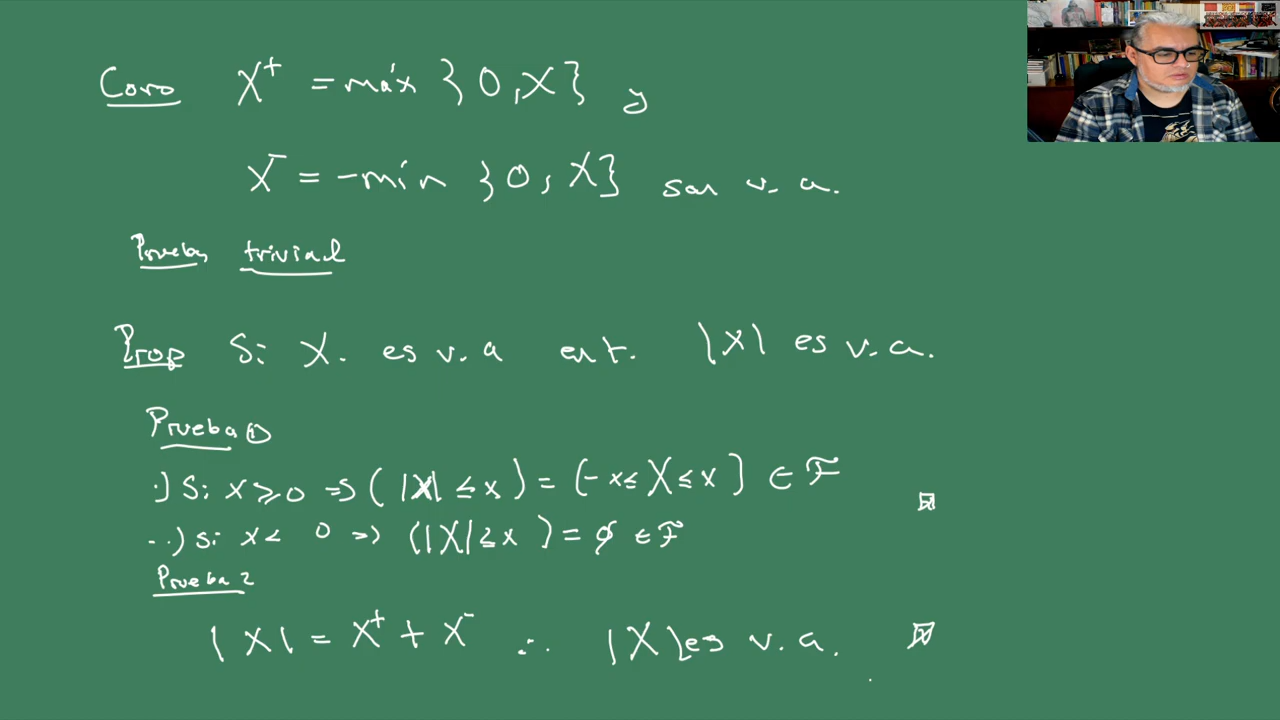 Coro X⁺ = máx {0,X} y
X⁻ = -min {0,X} son v.a.
Prueba trivial
Prop Si X. es v.a ent. |X| es v.a.
Prueba ①
·) Si x ≥ 0 ⇒ (|X| ≤ x) = (-x ≤ X ≤ x) ∈ ℱ
··) Si x < 0 ⇒ (|X| ≤ x) = ∅ ∈ ℱ
Prueba 2
|X| = X⁺ + X⁻ ∴ |X| es v.a.